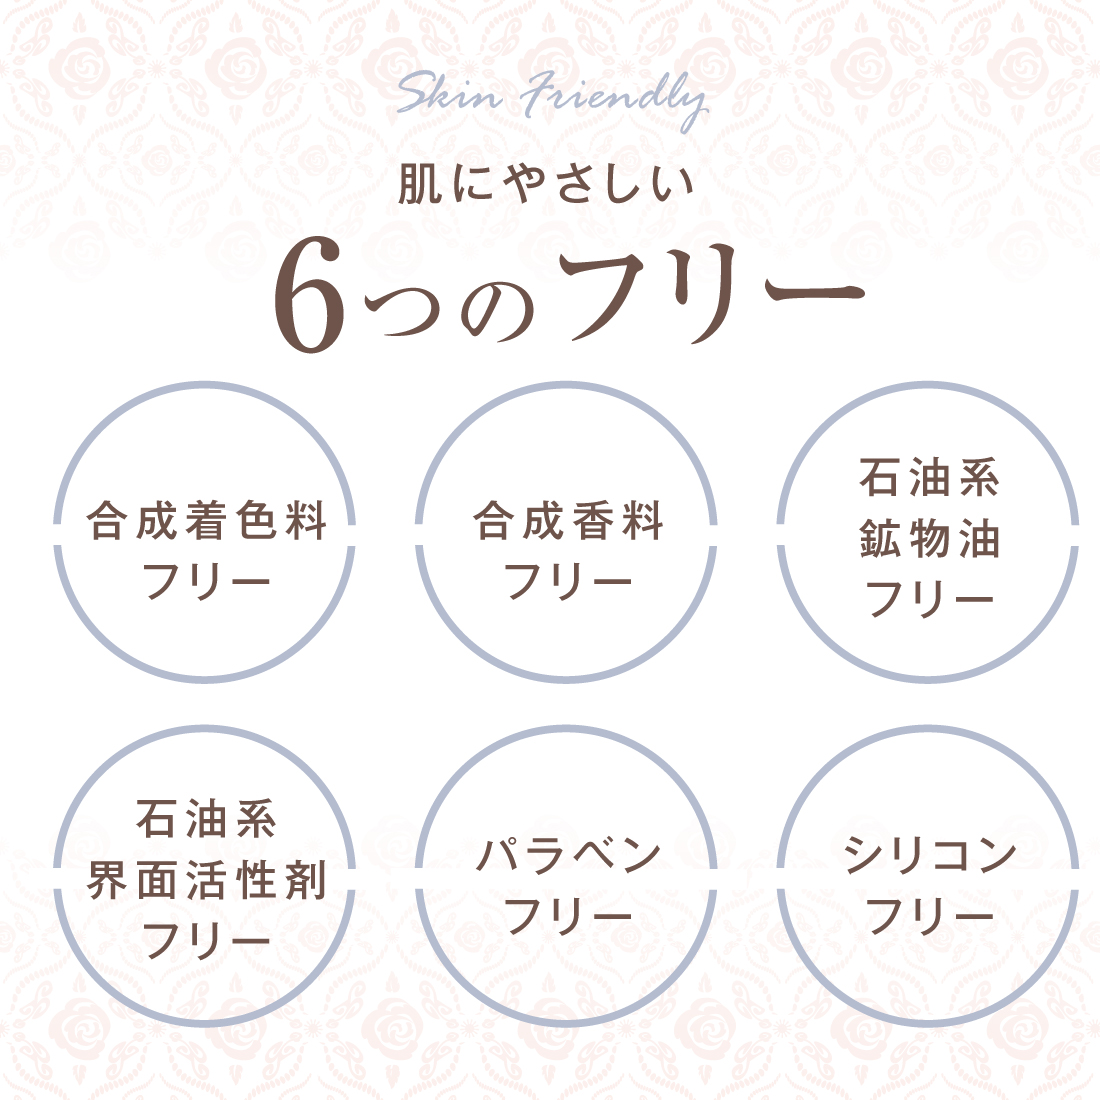 Skin Friendly
肌にやさしい
6つのフリー
合成着色料
フリー
合成香料
フリー
石油系
鉱物油
フリー
石油系
界面活性剤
フリー
パラベン
フリー
シリコン
フリー